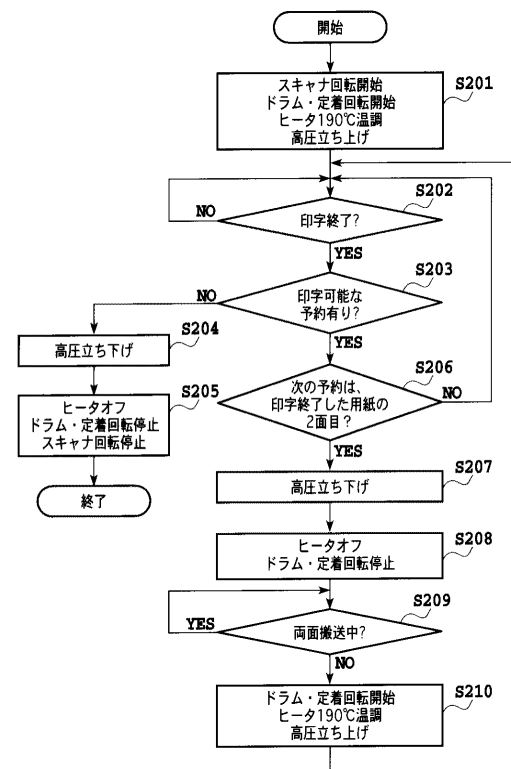 開始
スキャナ回転開始
ドラム・定着回転開始
ヒータ190℃温調
高圧立ち上げ
S201
印字終了?
S202
NO
YES
印字可能な
予約有り?
S203
NO
YES
高圧立ち下げ
S204
ヒータオフ
ドラム・定着回転停止
スキャナ回転停止
S205
終了
次の予約は、
印字終了した用紙の
2面目?
S206
NO
YES
高圧立ち下げ
S207
ヒータオフ
ドラム・定着回転停止
S208
両面搬送中?
S209
YES
NO
ドラム・定着回転開始
ヒータ190℃温調
高圧立ち上げ
S210